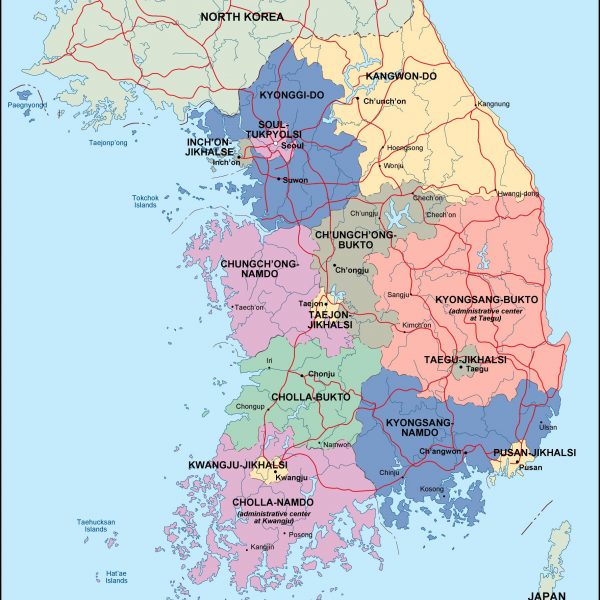 NORTH KOREA
KANGWON-DO
KYONGGI-DO
Ch'unch'on
Kangnung
Paegnyondo
SOUL-
TUKPYOLSI
Taejonp'ong
INCH'ON-
JIKHALSE
Seoul
Hoengsong
Inch'on
Wonju
Suwon
Tokchok
Islands
Chech'on
Hwangj-dong
Ch'ungju
Chech'on
CH'UNGCH'ONG-
BUKTO
CHUNGCH'ONG-
NAMDO
Ch'ongju
Sangju
KYONGSANG-BUKTO
(administrative center
at Taegu)
Taech'on
Taejon
TAEJON-
JIKHALSI
Kimch'on
Iri
TAEGU-JIKHALSI
Taegu
Chonju
CHOLLA-BUKTO
Chongup
KYONGSANG-
NAMDO
Ulsan
Namwon
Ch'angwon
PUSAN-JIKHALSI
Pusan
KWANGJU-JIKHALSI
Kwangju
Chinju
Kosong
CHOLLA-NAMDO
(administrative center
at Kwangju)
Taehucksan
Islands
Posong
Kangjin
Hat'ae
Islands
JAPAN